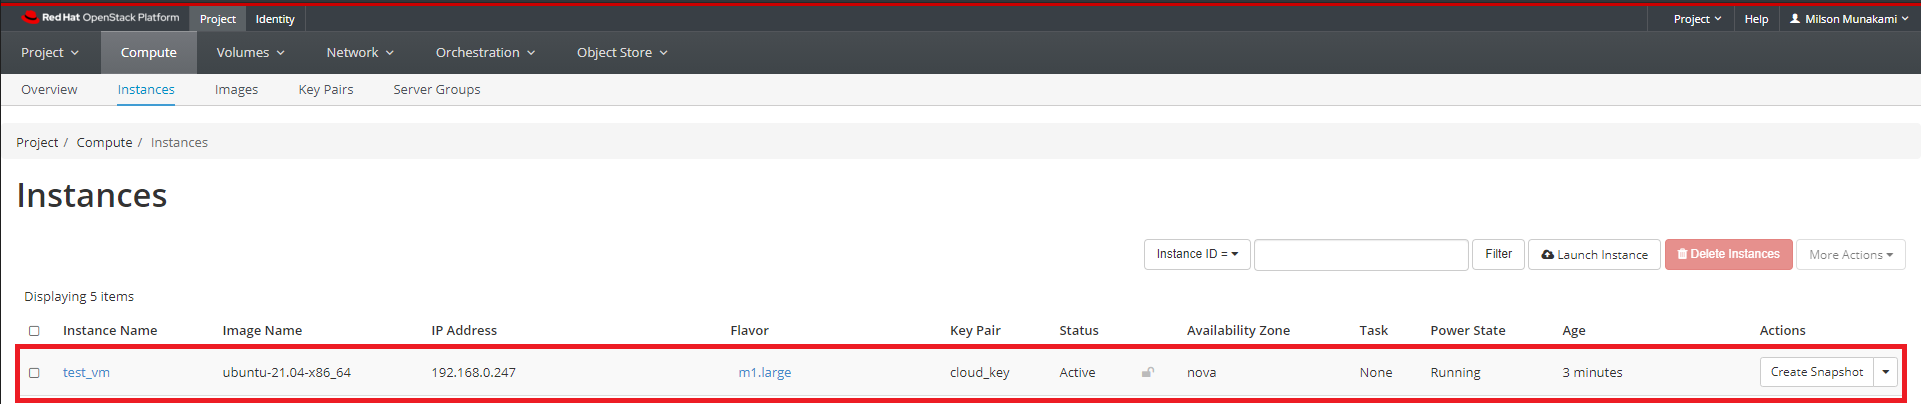 Red Hat OpenStack Platform Project Identity Project Help Milson Munakami
Project Compute Volumes Network Orchestration Object Store
Overview Instances Images Key Pairs Server Groups
Project / Compute / Instances
Instances
Instance ID = Filter Launch Instance Delete Instances More Actions
Displaying 5 items
Instance Name Image Name IP Address Flavor Key Pair Status Availability Zone Task Power State Age Actions
test_vm ubuntu-21.04-x86_64 192.168.0.247 m1.large cloud_key Active nova None Running 3 minutes Create Snapshot